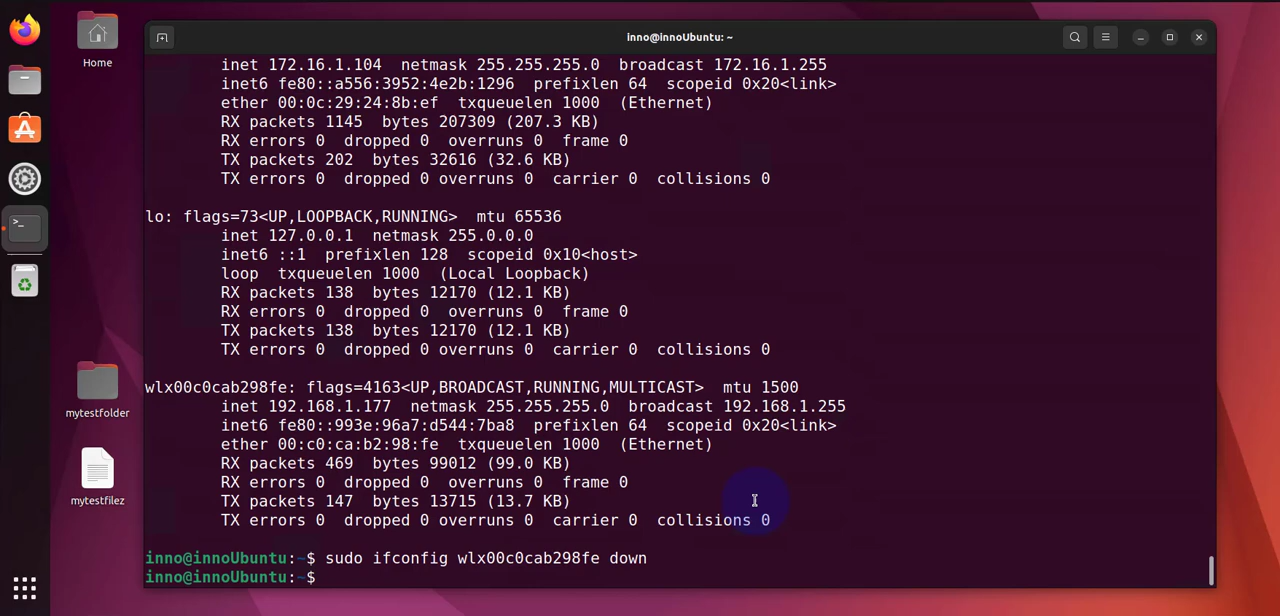 inno@innoUbuntu: ~
Home
inet 172.16.1.104 netmask 255.255.255.0 broadcast 172.16.1.255
inet6 fe80::a556:3952:4e2b:1296 prefixlen 64 scopeid 0x20<link>
ether 00:0c:29:24:8b:ef txqueuelen 1000 (Ethernet)
RX packets 1145 bytes 207309 (207.3 KB)
RX errors 0 dropped 0 overruns 0 frame 0
TX packets 202 bytes 32616 (32.6 KB)
TX errors 0 dropped 0 overruns 0 carrier 0 collisions 0
lo: flags=73<UP,LOOPBACK,RUNNING> mtu 65536
inet 127.0.0.1 netmask 255.0.0.0
inet6 ::1 prefixlen 128 scopeid 0x10<host>
loop txqueuelen 1000 (Local Loopback)
RX packets 138 bytes 12170 (12.1 KB)
RX errors 0 dropped 0 overruns 0 frame 0
TX packets 138 bytes 12170 (12.1 KB)
TX errors 0 dropped 0 overruns 0 carrier 0 collisions 0
wlx00c0cab298fe: flags=4163<UP,BROADCAST,RUNNING,MULTICAST> mtu 1500
inet 192.168.1.177 netmask 255.255.255.0 broadcast 192.168.1.255
inet6 fe80::993e:96a7:d544:7ba8 prefixlen 64 scopeid 0x20<link>
ether 00:c0:ca:b2:98:fe txqueuelen 1000 (Ethernet)
RX packets 469 bytes 99012 (99.0 KB)
RX errors 0 dropped 0 overruns 0 frame 0
TX packets 147 bytes 13715 (13.7 KB)
TX errors 0 dropped 0 overruns 0 carrier 0 collisions 0
inno@innoUbuntu:~$ sudo ifconfig wlx00c0cab298fe down
inno@innoUbuntu:~$
mytestfolder
mytestfilez